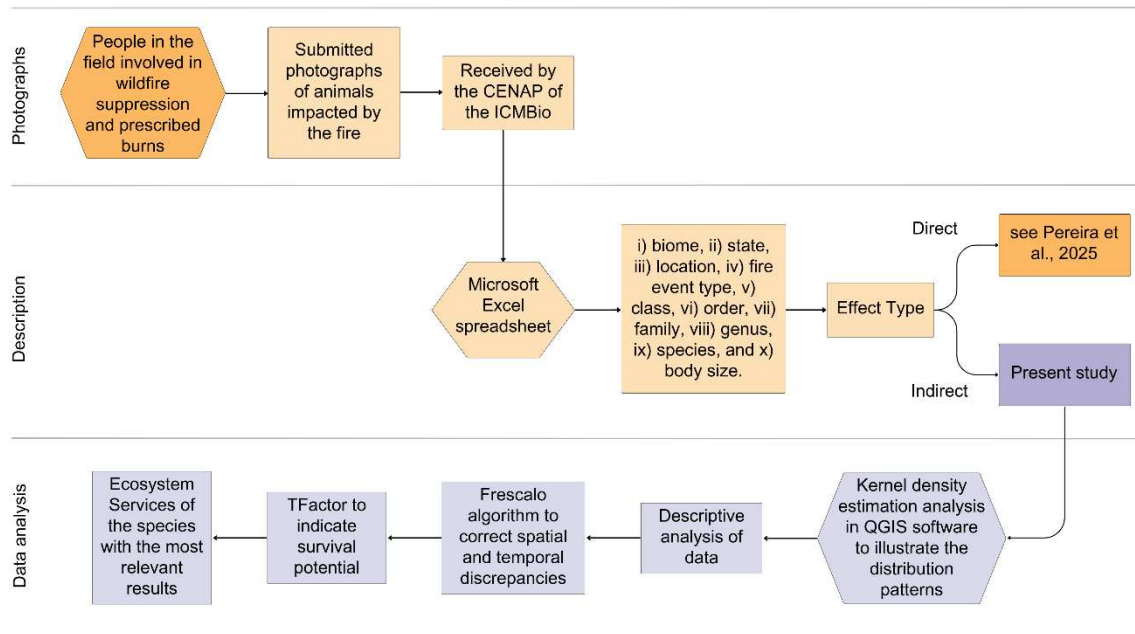 Photographs
People in the
field involved in
wildfire
suppression
and prescribed
burns
Submitted
photographs
of animals
impacted by
the fire
Received by
the CENAP of
the ICMBio
Description
Microsoft
Excel
spreadsheet
i) biome, ii) state,
iii) location, iv) fire
event type, v)
class, vi) order, vii)
family, viii) genus,
ix) species, and x)
body size.
Effect Type
Direct
see Pereira et
al., 2025
Indirect
Present study
Data analysis
Ecosystem
Services of
the species
with the most
relevant
results
TFactor to
indicate
survival
potential
Frescalo
algorithm to
correct spatial
and temporal
discrepancies
Descriptive
analysis of
data
Kernel density
estimation analysis
in QGIS software
to illustrate the
distribution
patterns